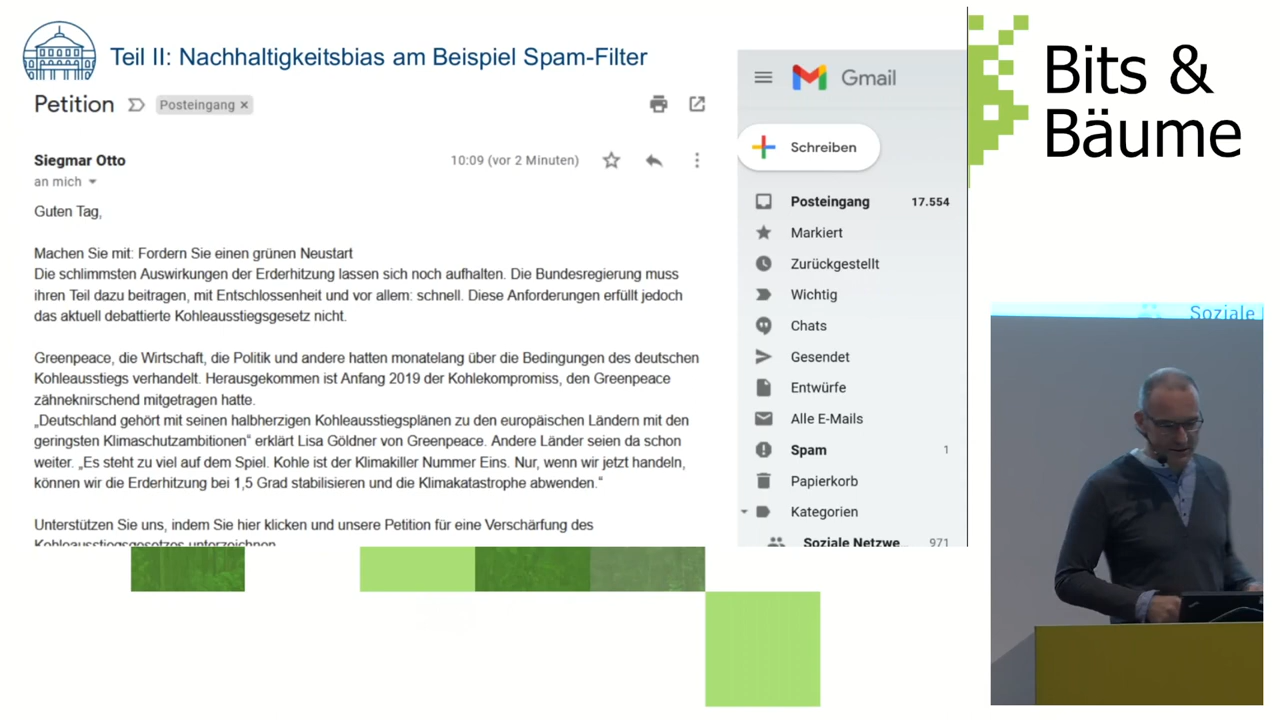 Teil II: Nachhaltigkeitsbias am Beispiel Spam-Filter
Petition
Posteingang ×
Siegmar Otto
10:09 (vor 2 Minuten)
an mich
Guten Tag,
Machen Sie mit: Fordern Sie einen grünen Neustart
Die schlimmsten Auswirkungen der Erderhitzung lassen sich noch aufhalten. Die Bundesregierung muss
ihren Teil dazu beitragen, mit Entschlossenheit und vor allem: schnell. Diese Anforderungen erfüllt jedoch
das aktuell debattierte Kohleausstiegsgesetz nicht.
Greenpeace, die Wirtschaft, die Politik und andere hatten monatelang über die Bedingungen des deutschen
Kohleausstiegs verhandelt. Herausgekommen ist Anfang 2019 der Kohlekompromiss, den Greenpeace
zähneknirschend mitgetragen hatte.
„Deutschland gehört mit seinen halbherzigen Kohleausstiegsplänen zu den europäischen Ländern mit den
geringsten Klimaschutzambitionen“ erklärt Lisa Göldner von Greenpeace. Andere Länder seien da schon
weiter. „Es steht zu viel auf dem Spiel. Kohle ist der Klimakiller Nummer Eins. Nur, wenn wir jetzt handeln,
können wir die Erderhitzung bei 1,5 Grad stabilisieren und die Klimakatastrophe abwenden.“
Unterstützen Sie uns, indem Sie hier klicken und unsere Petition für eine Verschärfung des
Kohleausstiegsgesetzes unterzeichnen
Gmail
Schreiben
Posteingang 17.554
Markiert
Zurückgestellt
Wichtig
Chats
Gesendet
Entwürfe
Alle E-Mails
Spam 1
Papierkorb
Kategorien
Soziale Netzwe... 971
Bits &
Bäume
Soziale